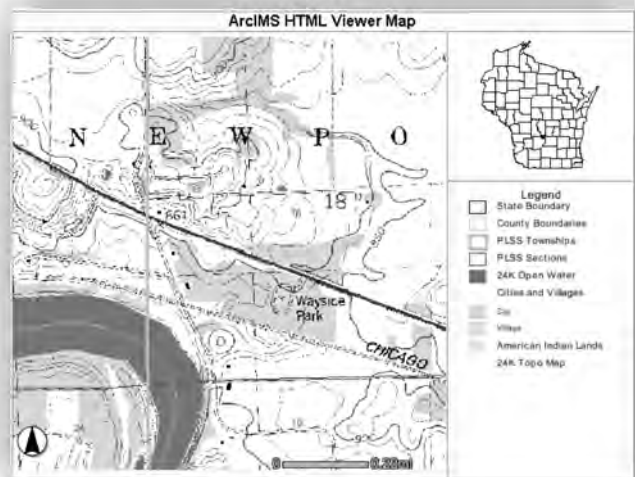 ArcIMS HTML Viewer Map
N E W P O
18
861
Wayside
Park
CHICAGO
0 0.28mi
Legend
State Boundary
County Boundaries
PLSS Townships
PLSS Sections
24K Open Water
Cities and Villages
City
Village
American Indian Lands
24K Topo Map